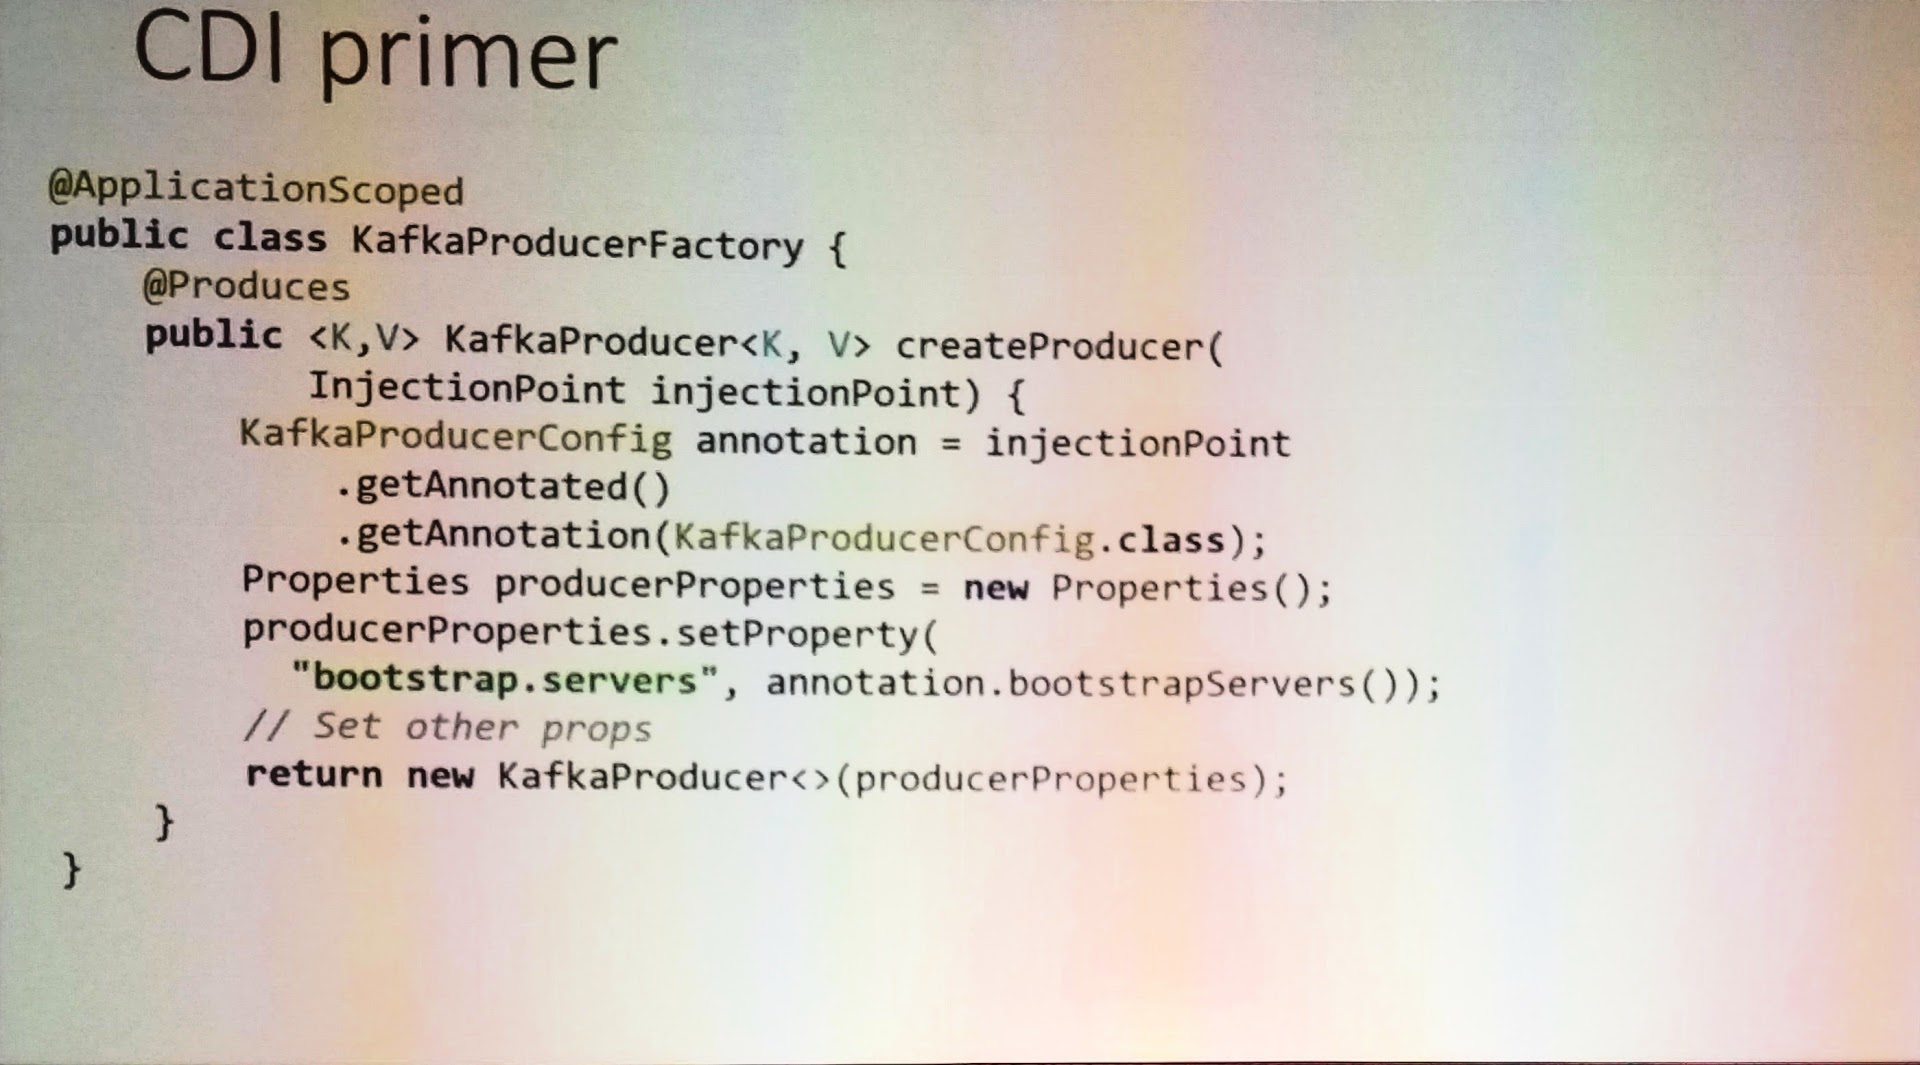 CDI primer
@ApplicationScoped
public class KafkaProducerFactory {
@Produces
public <K,V> KafkaProducer<K, V> createProducer(
InjectionPoint injectionPoint) {
KafkaProducerConfig annotation = injectionPoint
.getAnnotated()
.getAnnotation(KafkaProducerConfig.class);
Properties producerProperties = new Properties();
producerProperties.setProperty(
"bootstrap.servers", annotation.bootstrapServers());
// Set other props
return new KafkaProducer<>(producerProperties);
}
}